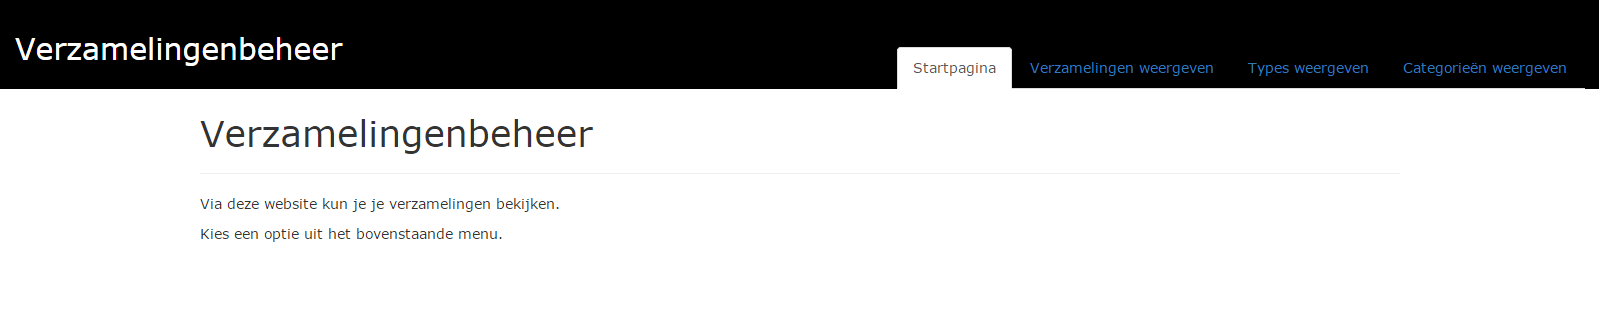 Verzamelingenbeheer
Startpagina
Verzamelingen weergeven
Types weergeven
Categorieën weergeven
Verzamelingenbeheer
Via deze website kun je je verzamelingen bekijken.
Kies een optie uit het bovenstaande menu.